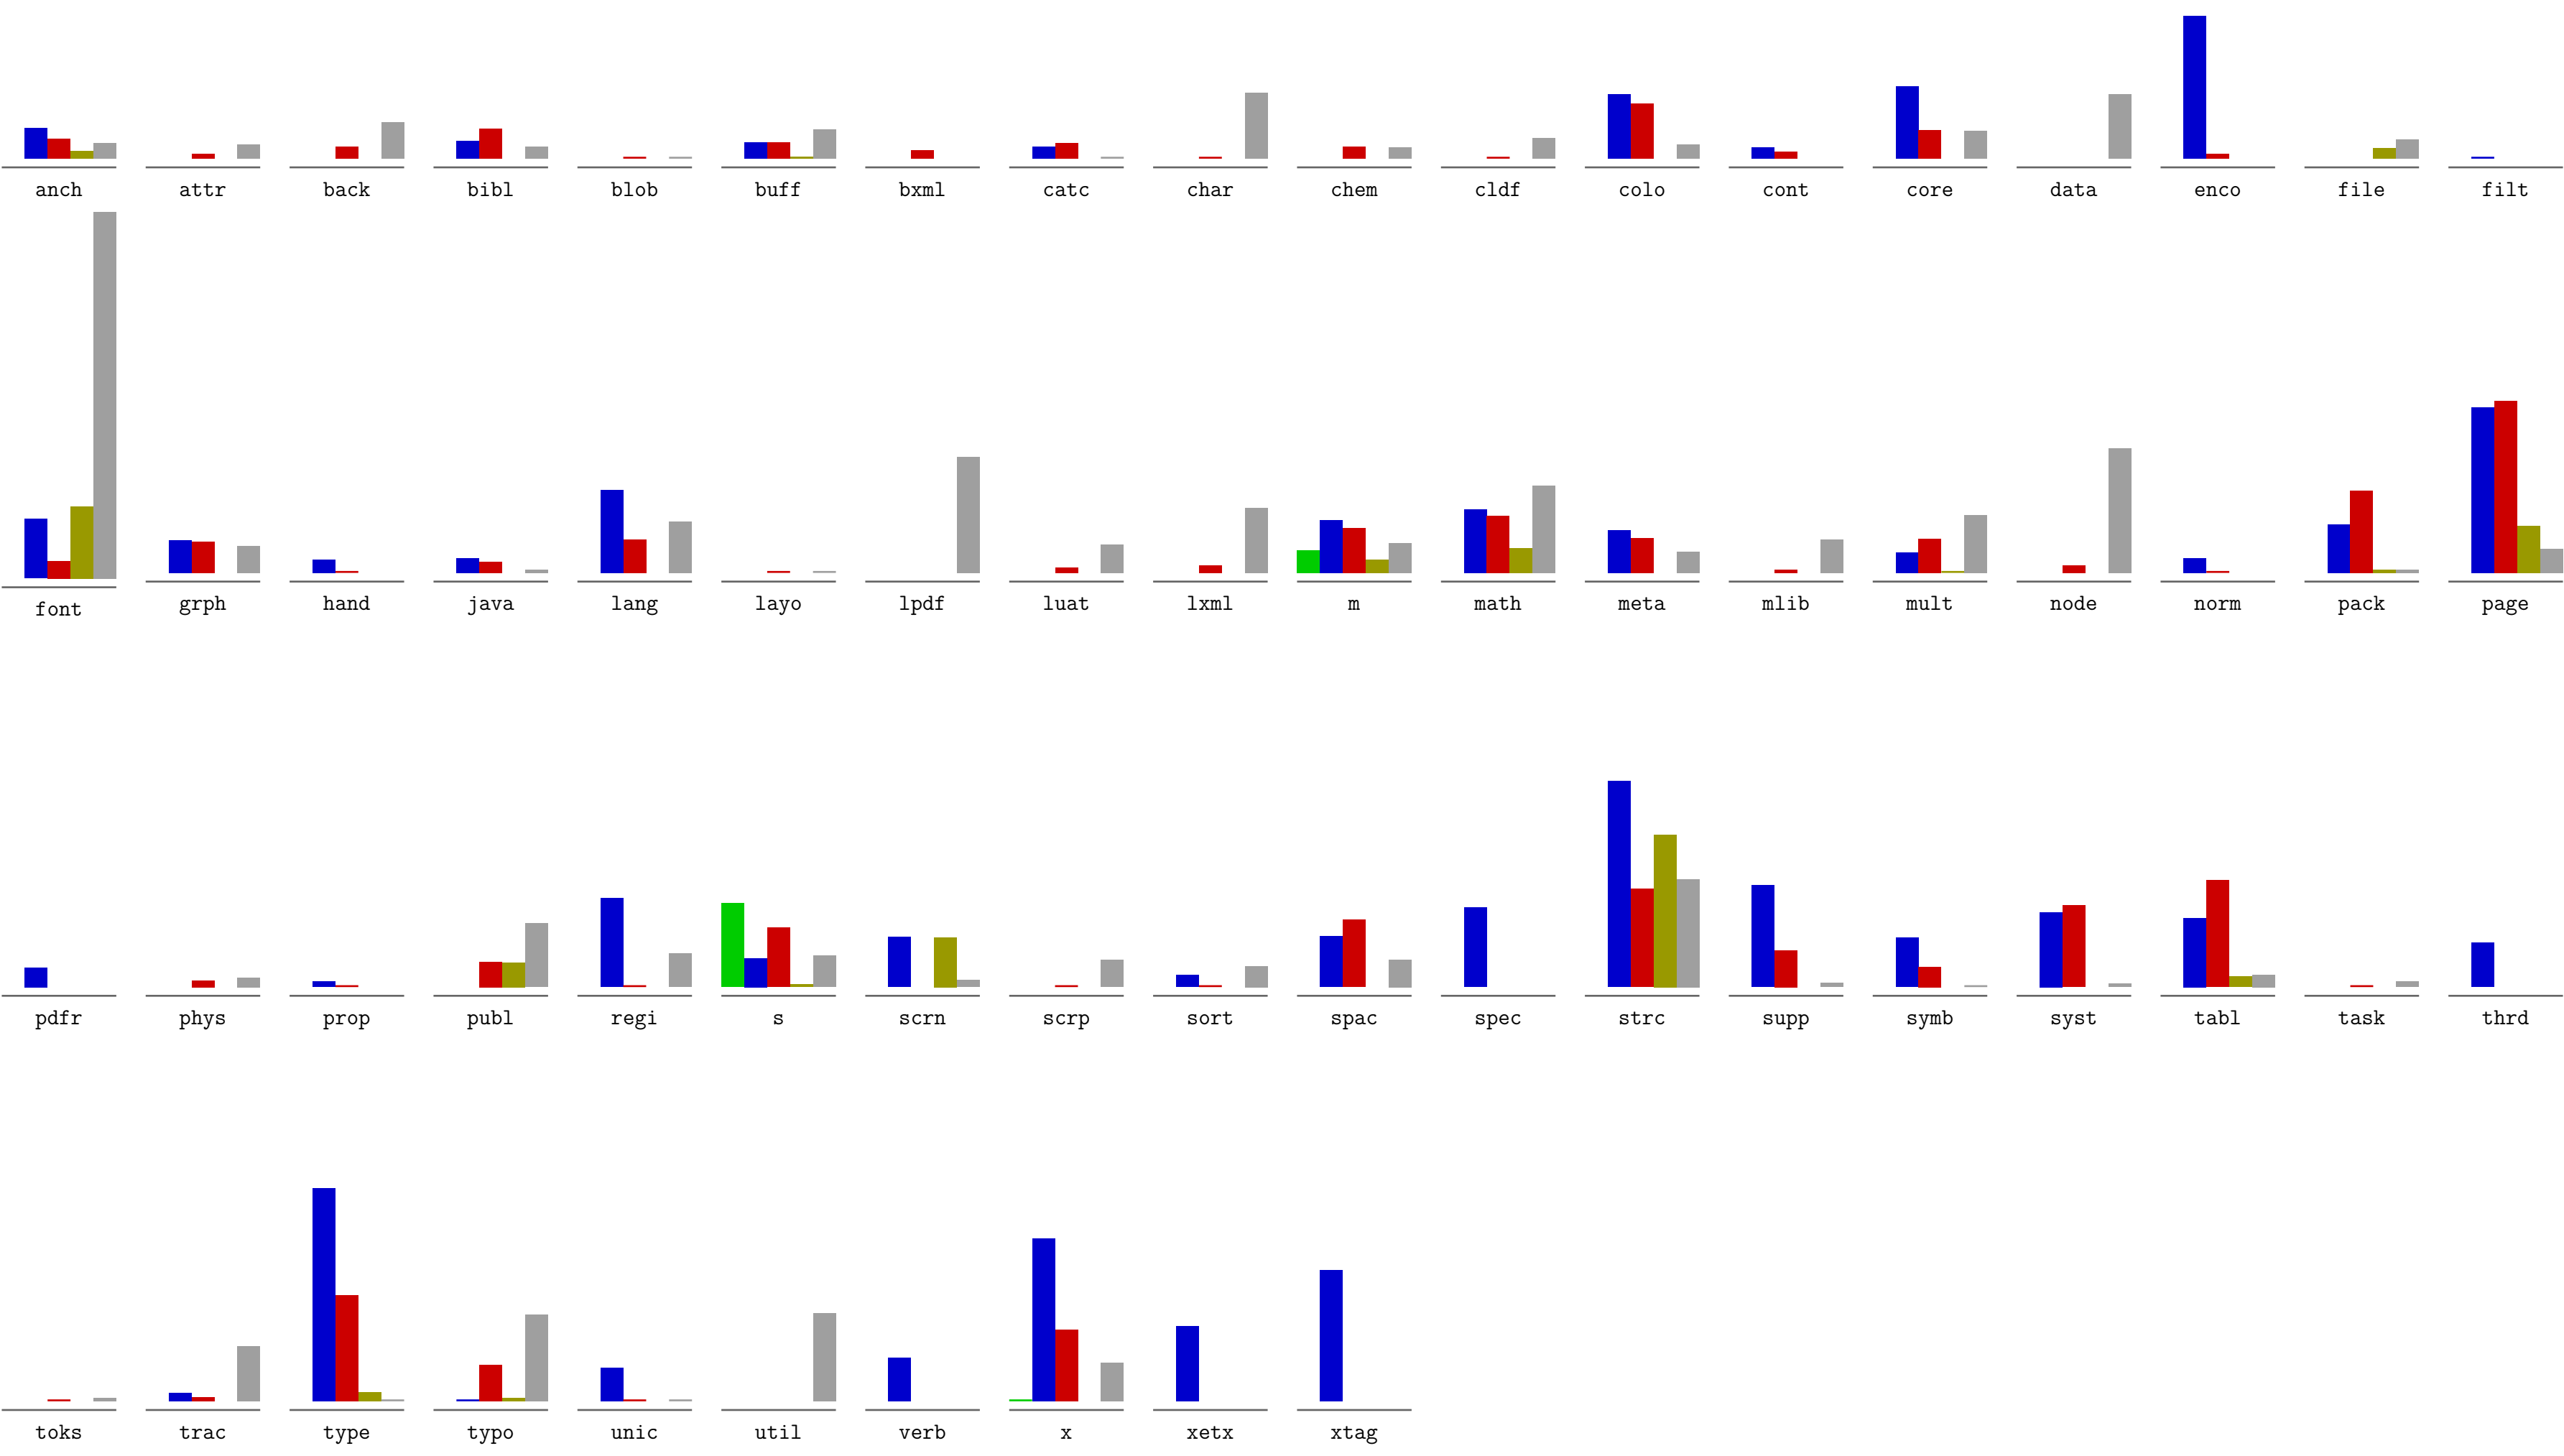 anch attr back bibl blob buff bxml catc char chem cldf colo cont core data enco file filt
font grph hand java lang layo lpdf luat lxml m math meta mlib mult node norm pack page
pdfr phys prop publ regi s scrn scrp sort spac spec strc supp symb syst tabl task thrd
toks trac type typo unic util verb x xetx xtag